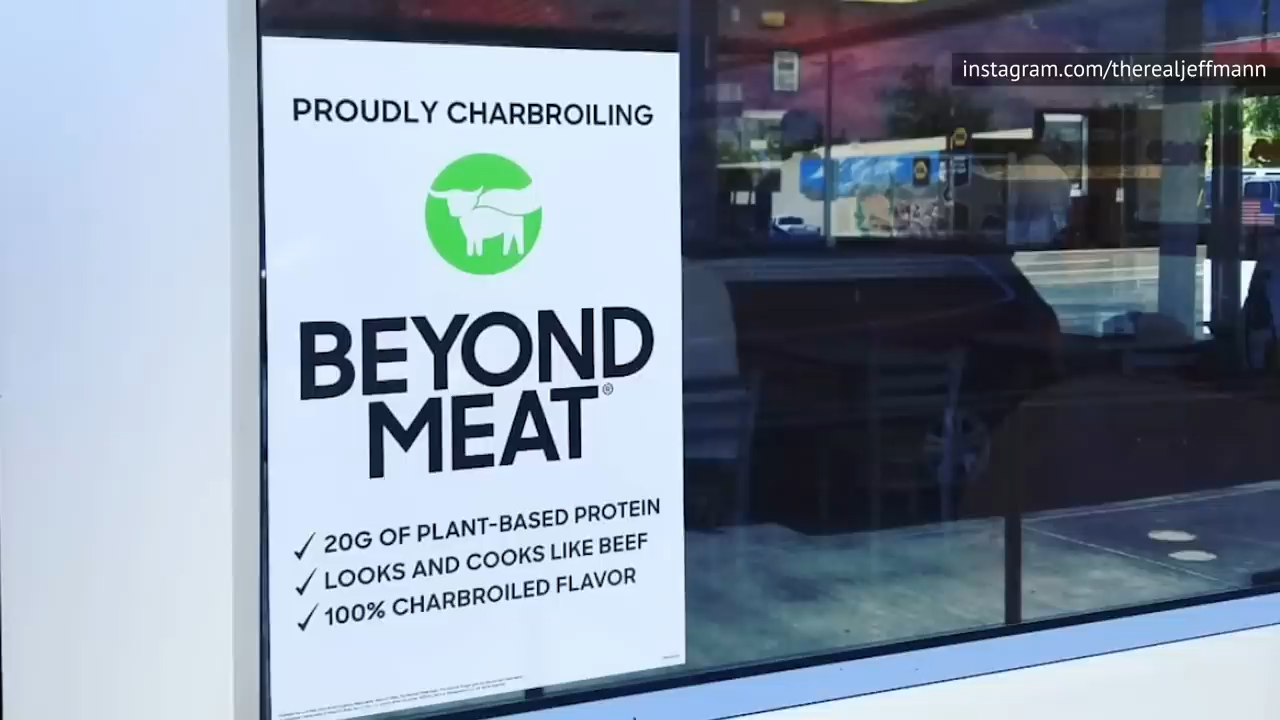 instagram.com/therealjeffmann
PROUDLY CHARBROILING
BEYOND
MEAT®
✓ 20G OF PLANT-BASED PROTEIN
✓ LOOKS AND COOKS LIKE BEEF
✓ 100% CHARBROILED FLAVOR